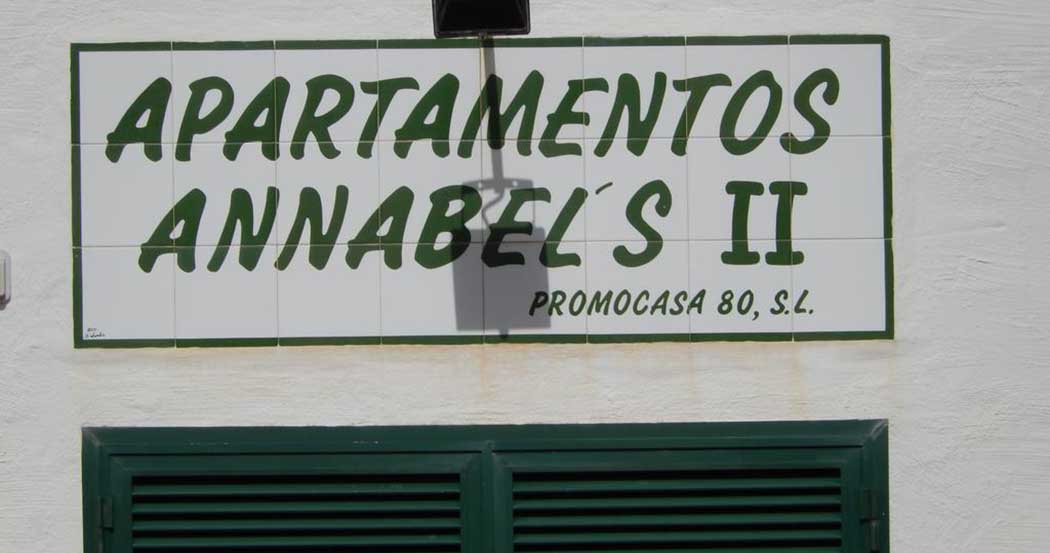 APARTAMENTOS
ANNABEL´S II
PROMOCASA 80, S.L.